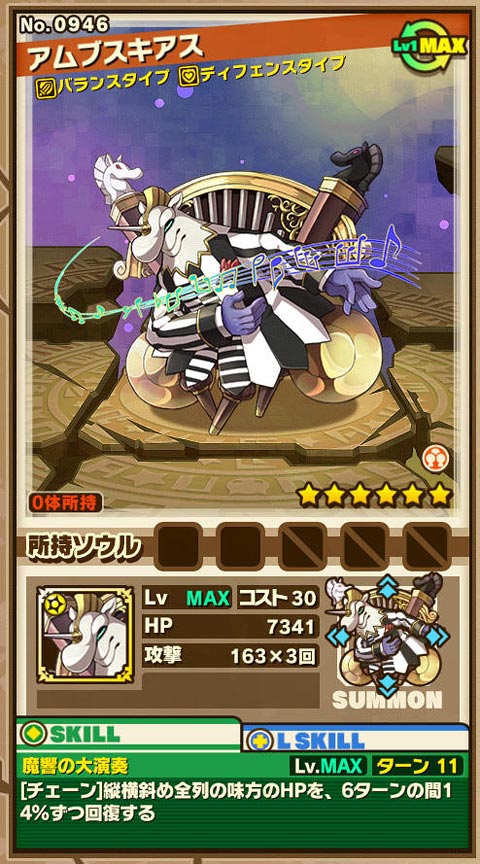 No.0946
アムブスキアス
Lv1 MAX
バランスタイプ ディフェンスタイプ
0体所持
所持ソウル
Lv MAX コスト 30
HP 7341
攻撃 163×3回
SUMMON
SKILL
L SKILL
魔響の大演奏 Lv.MAX ターン 11
[チェーン]縦横斜め全列の味方のHPを、6ターンの間1
4%ずつ回復する